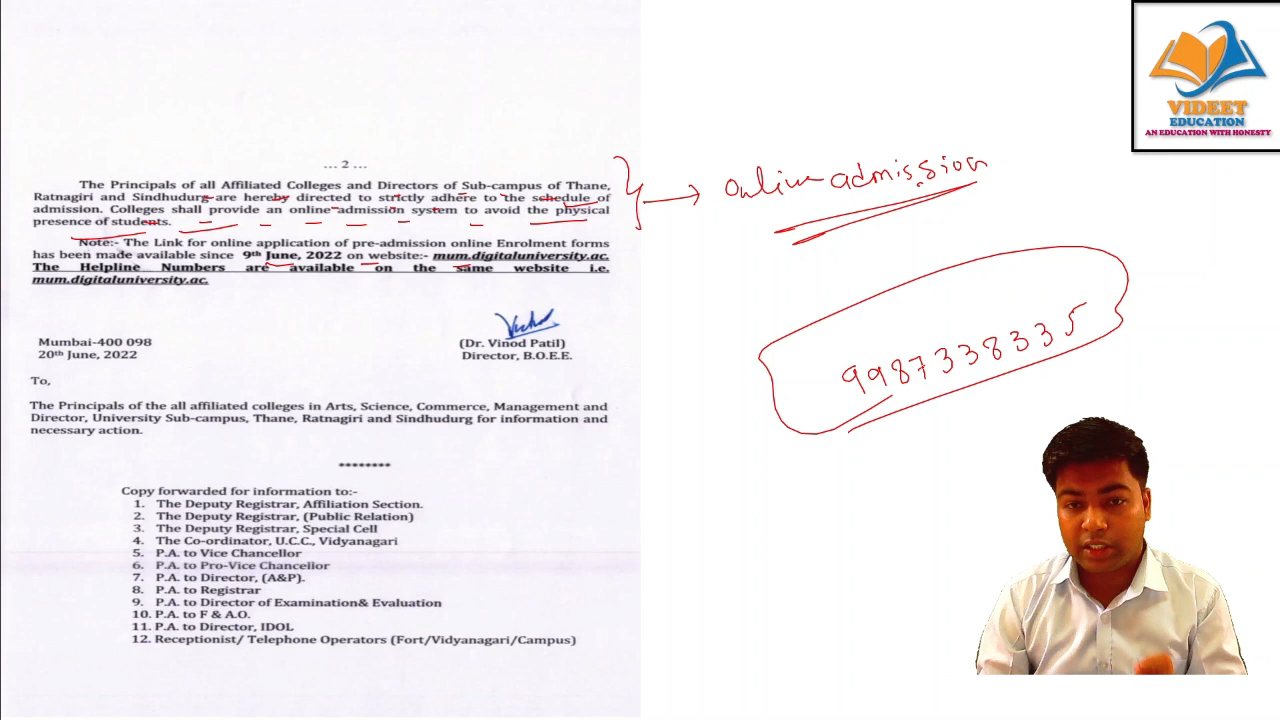 ... 2 ...
The Principals of all Affiliated Colleges and Directors of Sub-campus of Thane,
Ratnagiri and Sindhudurg are hereby directed to strictly adhere to the schedule of
admission. Colleges shall provide an online admission system to avoid the physical
presence of students.
Note:- The Link for online application of pre-admission online Enrolment forms
has been made available since 9th June, 2022 on website:- mum.digitaluniversity.ac.
The Helpline Numbers are available on the same website i.e.
mum.digitaluniversity.ac.
Mumbai-400 098
20th June, 2022
(Dr. Vinod Patil)
Director, B.O.E.E.
To,
The Principals of the all affiliated colleges in Arts, Science, Commerce, Management and
Director, University Sub-campus, Thane, Ratnagiri and Sindhudurg for information and
necessary action.
********
Copy forwarded for information to:-
1. The Deputy Registrar, Affiliation Section.
2. The Deputy Registrar, (Public Relation)
3. The Deputy Registrar, Special Cell
4. The Co-ordinator, U.C.C., Vidyanagari
5. P.A. to Vice Chancellor
6. P.A. to Pro-Vice Chancellor
7. P.A. to Director, (A&P).
8. P.A. to Registrar
9. P.A. to Director of Examination& Evaluation
10. P.A. to F & A.O.
11. P.A. to Director, IDOL
12. Receptionist/ Telephone Operators (Fort/Vidyanagari/Campus)
online admission
9987338335
VIDEET
EDUCATION
AN EDUCATION WITH HONESTY